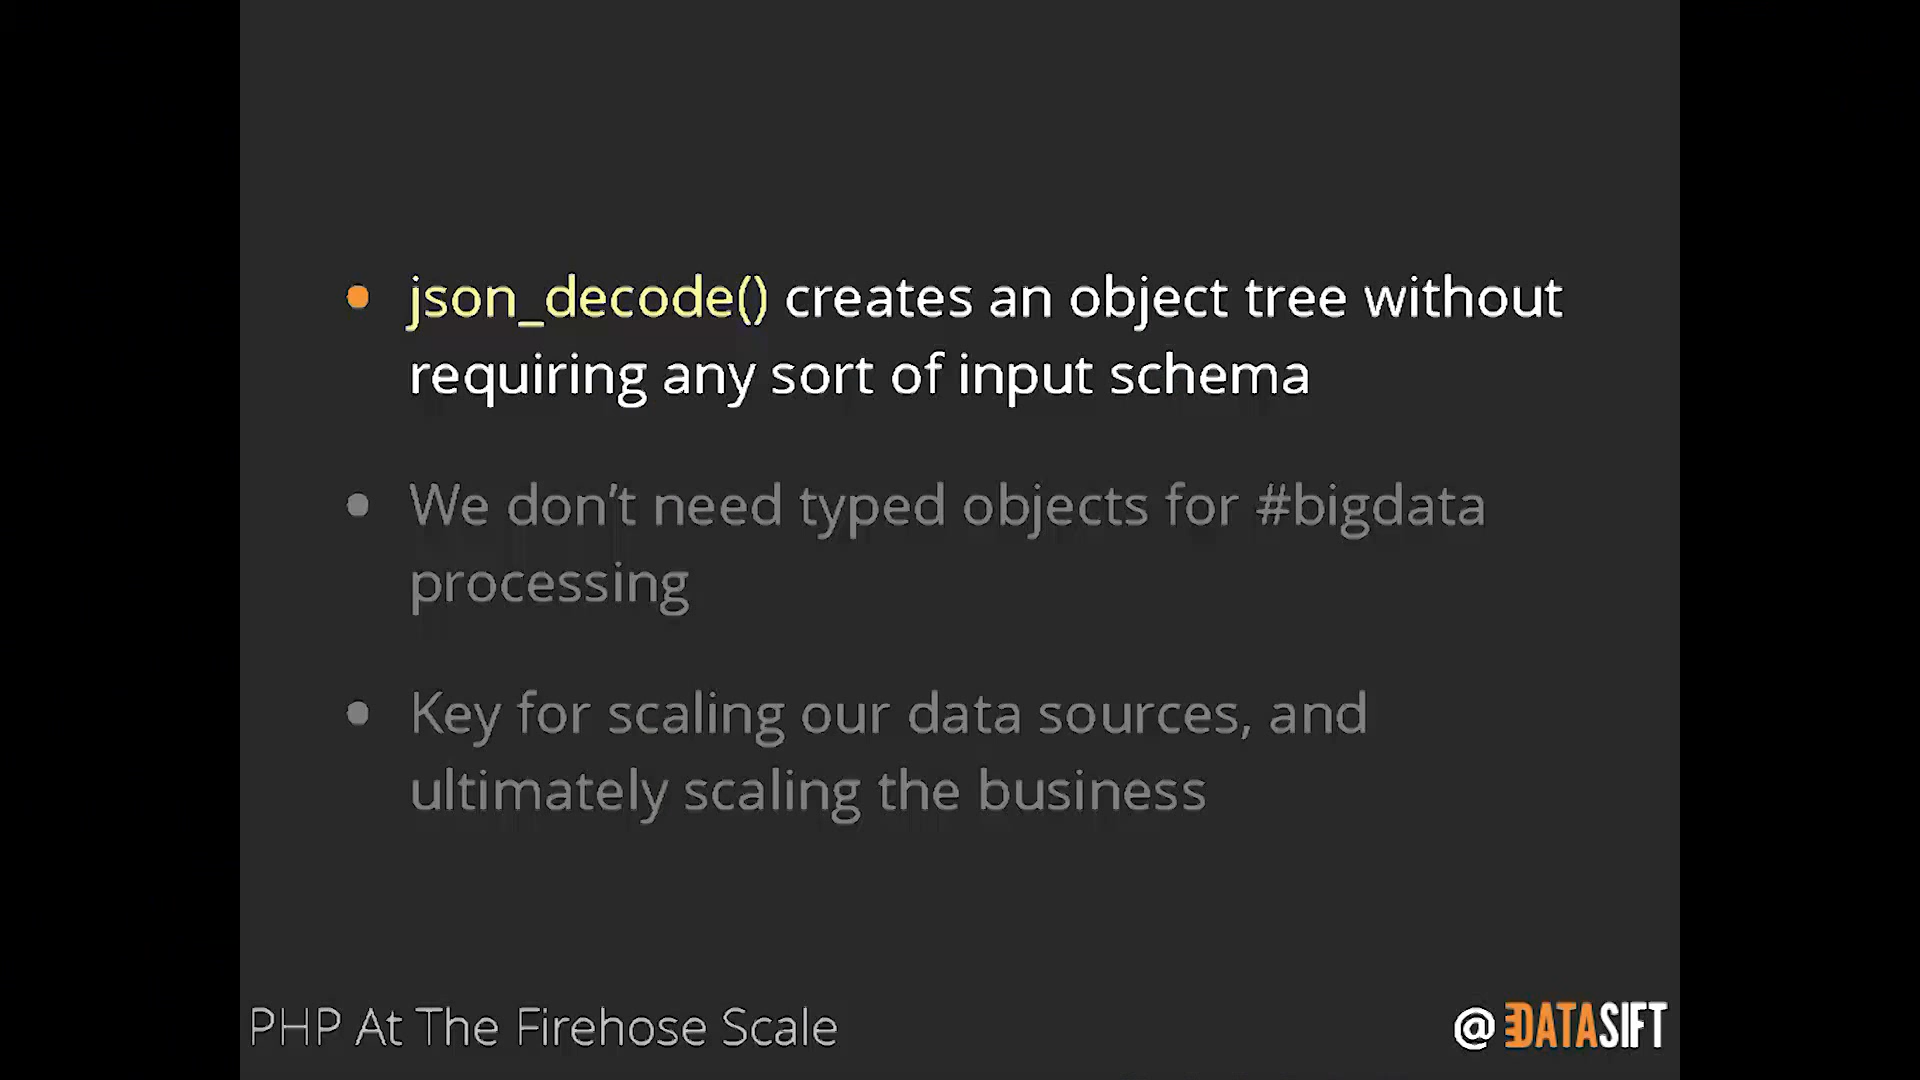 • json_decode() creates an object tree without
requiring any sort of input schema
• We don't need typed objects for #bigdata
processing
• Key for scaling our data sources, and
ultimately scaling the business
PHP At The Firehose Scale
@ DATASIFT